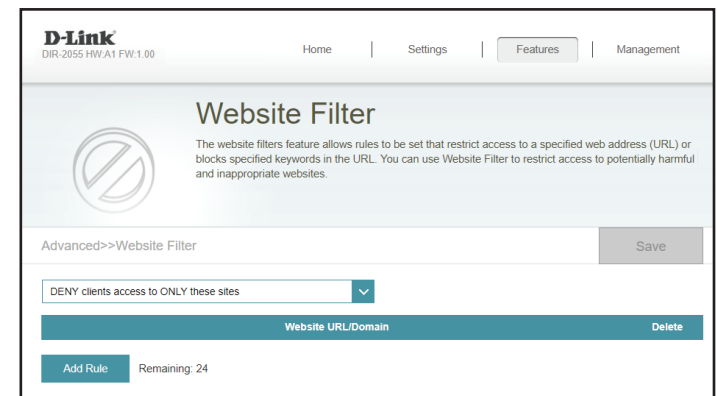 D-Link
DIR-2055 HW:A1 FW:1.00
Home
Settings
Features
Management
Website Filter
The website filters feature allows rules to be set that restrict access to a specified web address (URL) or
blocks specified keywords in the URL. You can use Website Filter to restrict access to potentially harmful
and inappropriate websites.
Advanced>>Website Filter
Save
DENY clients access to ONLY these sites
Website URL/Domain
Delete
Add Rule
Remaining: 24